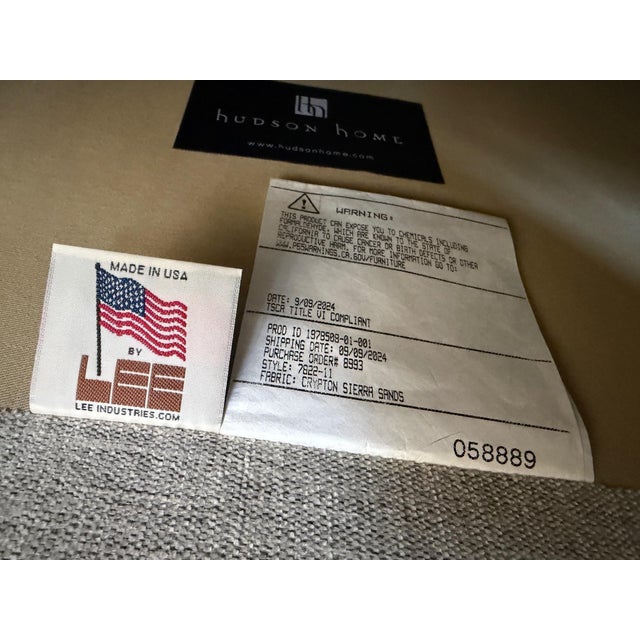 hn
hudson home
www.hudsonhome.com
WARNING:
THIS PRODUCT CAN EXPOSE YOU TO CHEMICALS INCLUDING
FORMALDEHYDE, WHICH ARE KNOWN TO THE STATE OF
CALIFORNIA TO CAUSE CANCER OR BIRTH DEFECTS OR OTHER
REPRODUCTIVE HARM. FOR MORE INFORMATION GO TO:
WWW.P65WARNINGS.CA.GOV/FURNITURE
DATE: 9/09/2024
TSCA TITLE VI COMPLIANT
PROD ID 1978508-01-001
SHIPPING DATE: 09/09/2024
PURCHASE ORDER# 8993
STYLE: 7822-11
FABRIC: CRYPTON SIERRA SANDS
058889
MADE IN USA
BY
LEE
LEE INDUSTRIES.COM